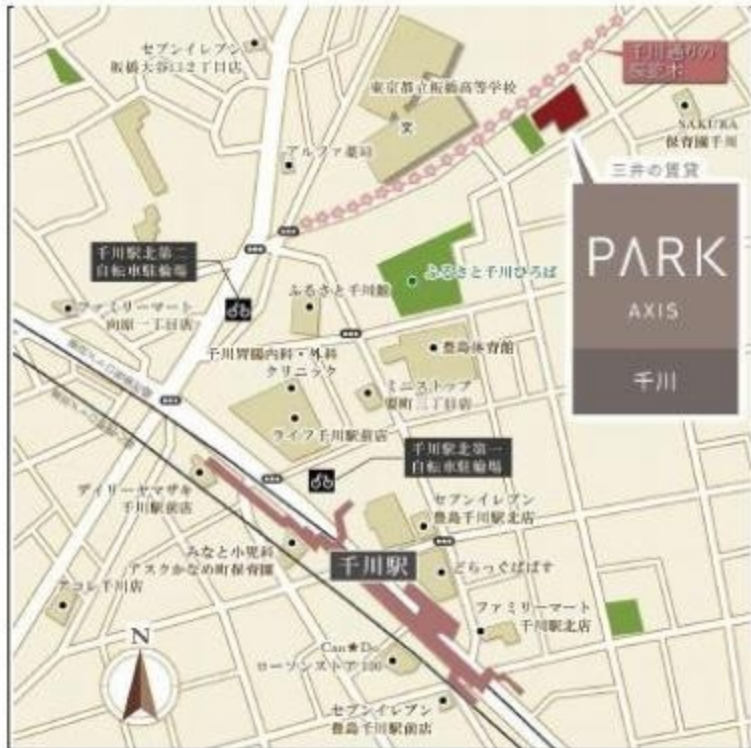 セブンイレブン
板橋大谷口2丁目店
東京都立板橋高等学校
文
千川通りの
桜並木
SAKURA
保育園千川
アルファ薬局
三井の賃貸
PARK
AXIS
千川
千川駅北第二
自転車駐輪場
ふるさと千川館
ふるさと千川ひろば
ファミリーマート
向原一丁目店
千川胃腸内科・外科
クリニック
豊島体育館
ミニストップ
要町三丁目店
ライフ千川駅前店
千川駅北第一
自転車駐輪場
デイリーヤマザキ
千川駅前店
セブンイレブン
豊島千川駅北店
みなと小児科
アスクかなめ町保育園
千川駅
どらっぐぱぱす
アコレ千川店
ファミリーマート
千川駅北店
N
Can★Do
ローソンストア100
セブンイレブン
豊島千川駅前店